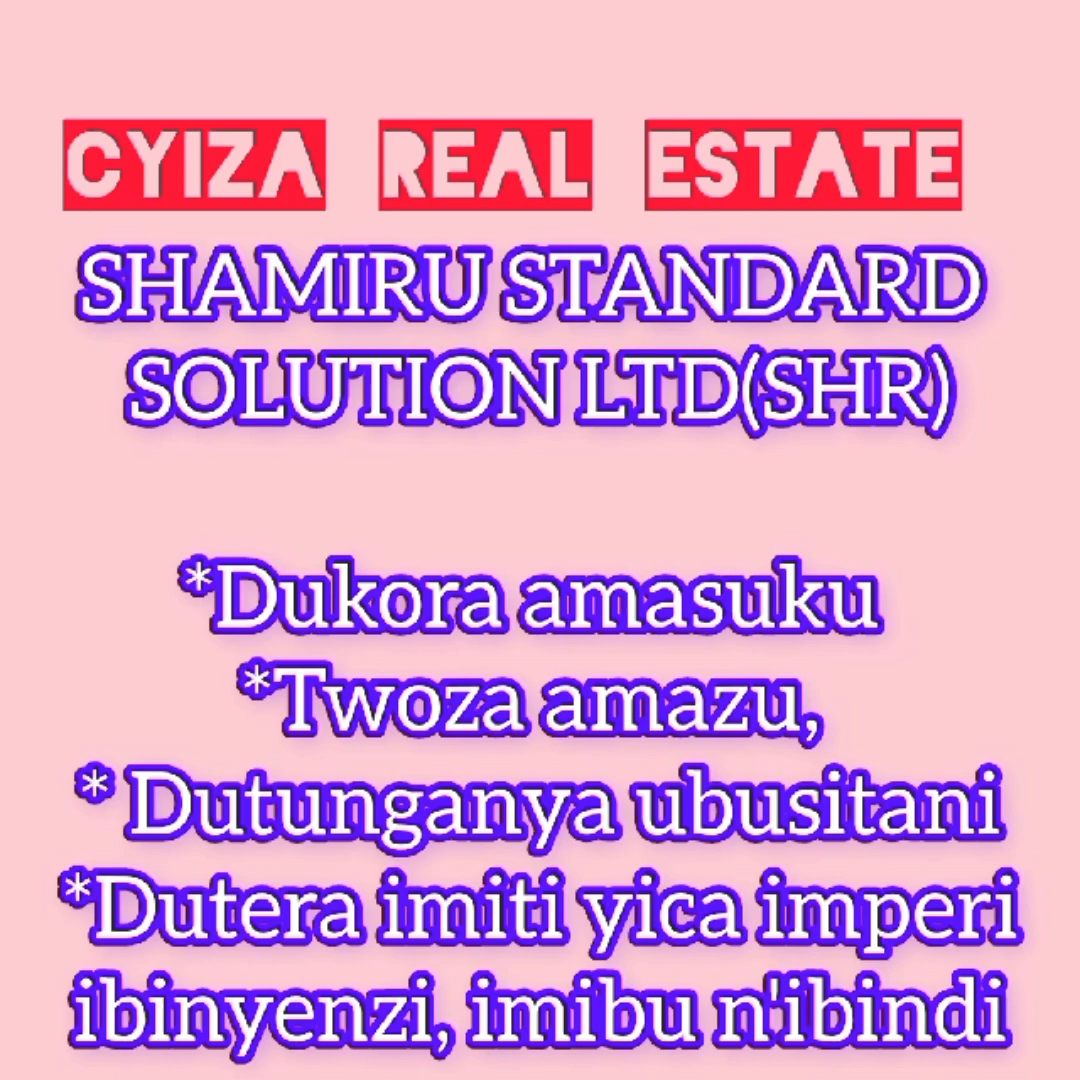 CYIZA REAL ESTATE
SHAMIRU STANDARD
SOLUTION LTD(SHR)
*Dukora amasuku
*Twoza amazu,
* Dutunganya ubusitani
*Dutera imiti yica imperi
ibinyenzi, imibu n'ibindi